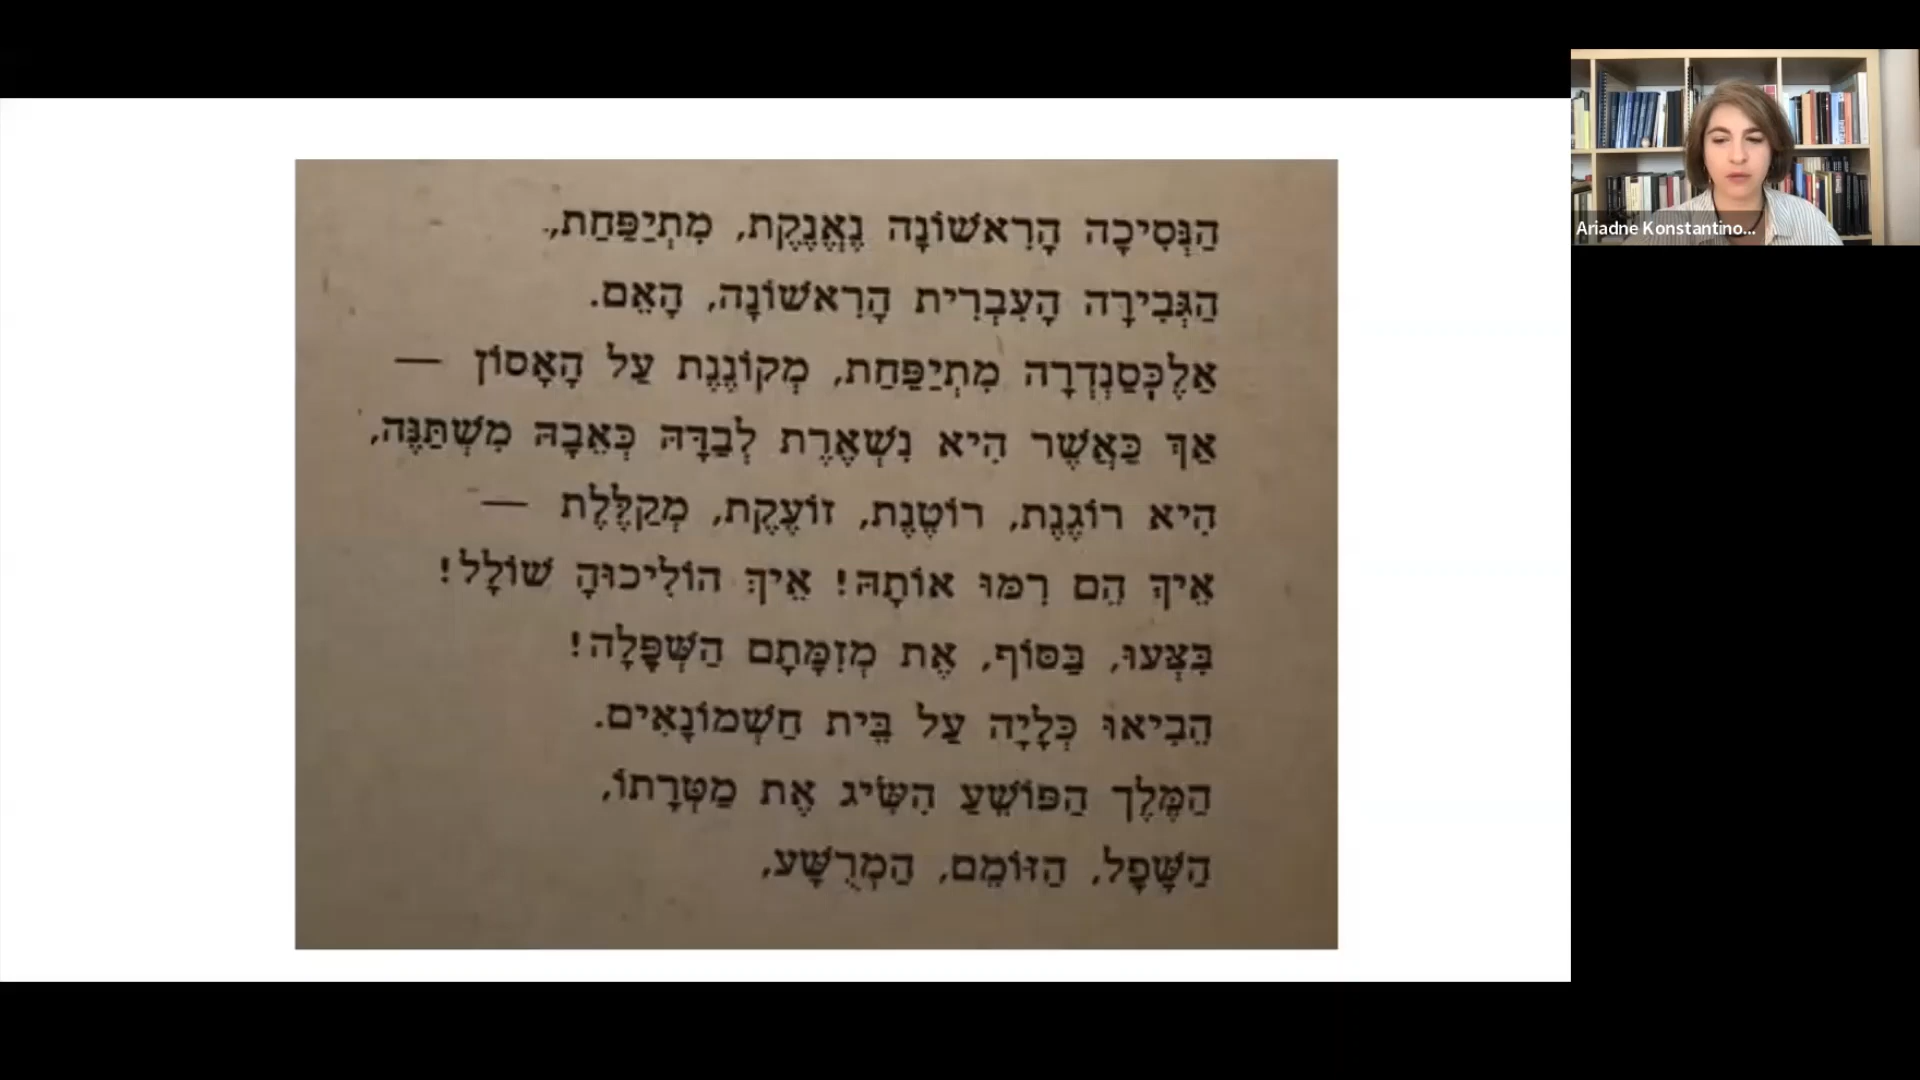 הַנְּסִיכָה הָרִאשׁוֹנָה נֶאֱנֶקֶת, מִתְיַפַּחַת,
הַגְּבִירָה הָעִבְרִית הָרִאשׁוֹנָה, הָאֵם.
אַלֶכְּסַנְדְרָה מִתְיַפַּחַת, מְקוֹנֶנֶת עַל הָאָסוֹן —
אַךְ כַּאֲשֶׁר הִיא נִשְׁאֶרֶת לְבַדָּהּ כְּאֵבָהּ מִשְׁתַּנֶּה,
הִיא רוֹגֶנֶת, רוֹטֶנֶת, זוֹעֶקֶת, מְקַלֶּלֶת —
אֵיךְ הֵם רִמּוּ אוֹתָהּ! אֵיךְ הוֹלִיכוּהָ שׁוֹלָל!
בִּצְּעוּ, בַּסּוֹף, אֶת מְזִמָּתָם הַשְּׁפָלָה!
הֵבִיאוּ כְּלָיָה עַל בֵּית חַשְׁמוֹנָאִים.
הַמֶּלֶךְ הַפּוֹשֵׁעַ הִשִּׂיג אֶת מַטְּרָתוֹ,
הַשָּׁפָל, הַזּוֹמֵם, הַמְרֻשָּׁע,
Ariadne Konstantino...